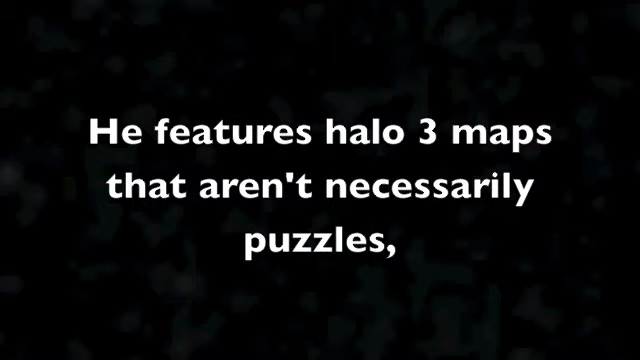 He features halo 3 maps
that aren't necessarily
puzzles,